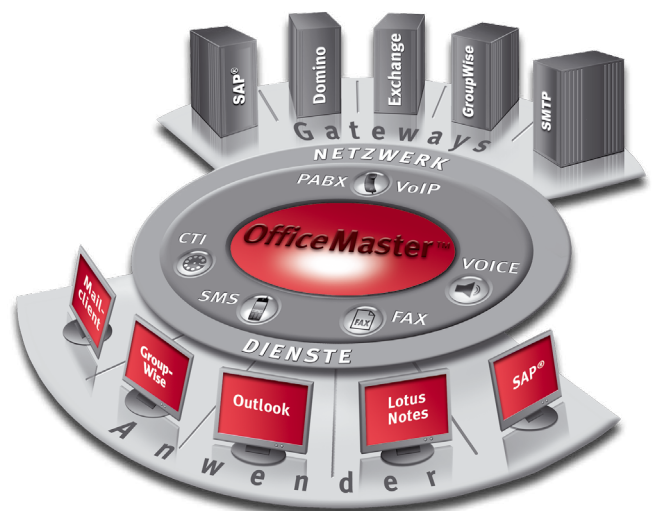 SAP®
Domino
Exchange
GroupWise
SMTP
Gateways
NETZWERK
PABX VoIP
OfficeMaster™
CTI
VOICE
SMS
FAX
FAX
DIENSTE
Mail-
client
Group-
Wise
Outlook
Lotus
Notes
SAP®
Anwender